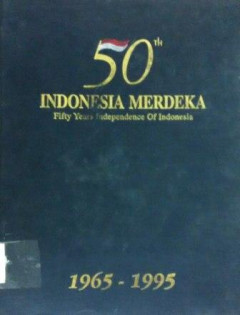 50th
INDONESIA MERDEKA
Fifty Years Independence Of Indonesia
1965 - 1995